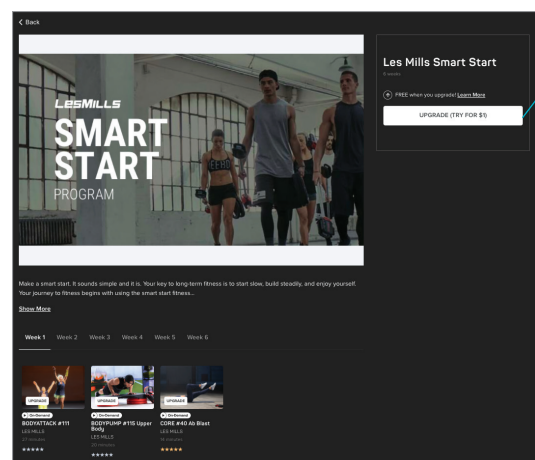 Back
LesMILLS
SMART
START
PROGRAM
Les Mills Smart Start
6 weeks
FREE when you upgrade! Learn More
UPGRADE (TRY FOR $1)
Make a smart start. It sounds simple and it is. Your key to long-term fitness is to start slow, build steadily, and enjoy yourself.
Your journey to fitness begins with using the smart start fitness...
Show More
Week 1 Week 2 Week 3 Week 4 Week 5 Week 6
UPGRADE
On-Demand
BODYATTACK #111
LES MILLS
27 minutes
UPGRADE
On-Demand
BODYPUMP #115 Upper
Body
LES MILLS
20 minutes
UPGRADE
On-Demand
CORE #40 Ab Blast
LES MILLS